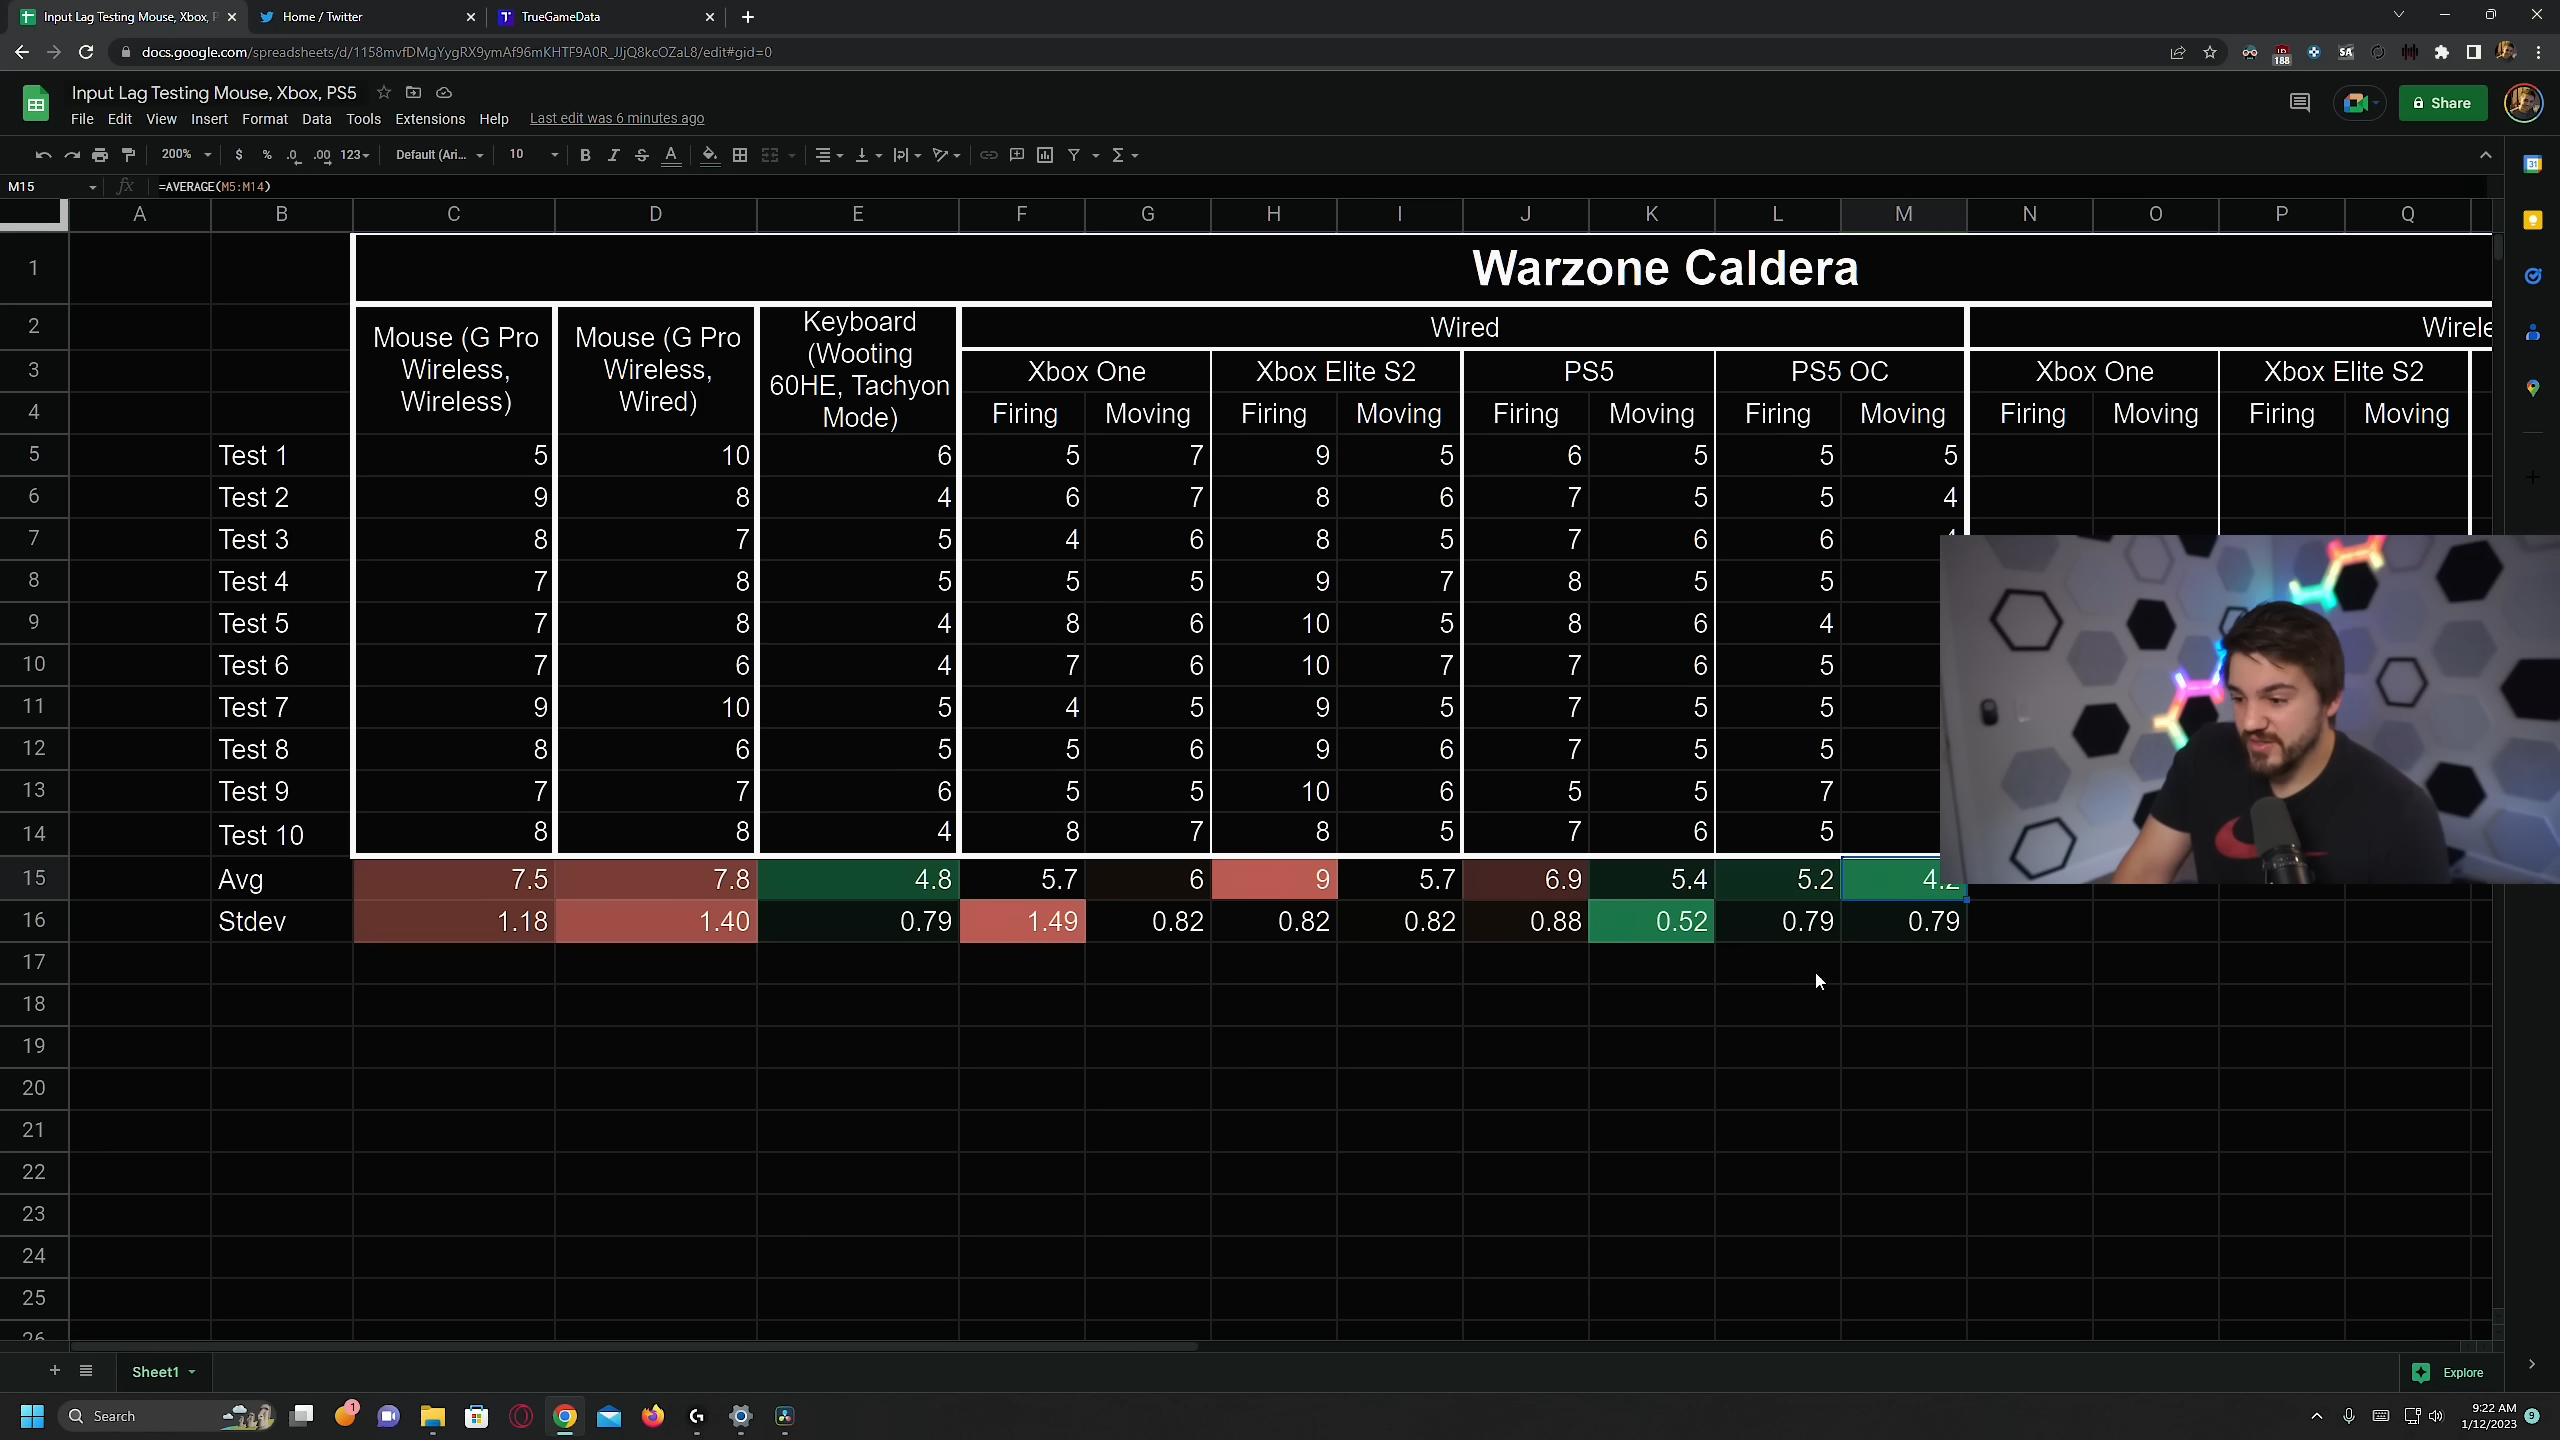 Input Lag Testing Mouse, Xbox, P
Home / Twitter
TrueGameData
docs.google.com/spreadsheets/d/1158mvfDMgYygRX9ymAf96mKHTF9A0R_JJjQ8kcOZaL8/edit#gid=0
188
Input Lag Testing Mouse, Xbox, PS5
File Edit View Insert Format Data Tools Extensions Help Last edit was 6 minutes ago
Share
200% $ % .0 .00 123 Default (Ari... 10
M15 fx =AVERAGE(M5:M14)
A B C D E F G H I J K L M N O P Q
1 Warzone Caldera
2 Mouse (G Pro Wireless, Wireless) Mouse (G Pro Wireless, Wired) Keyboard (Wooting 60HE, Tachyon Mode) Wired Wirele
3 Xbox One Xbox Elite S2 PS5 PS5 OC Xbox One Xbox Elite S2
4 Firing Moving Firing Moving Firing Moving Firing Moving Firing Moving Firing Moving
5 Test 1 5 10 6 5 7 9 5 6 5 5 5
6 Test 2 9 8 4 6 7 8 6 7 5 5 4
7 Test 3 8 7 5 4 6 8 5 7 6 6
8 Test 4 7 8 5 5 5 9 7 8 5 5
9 Test 5 7 8 4 8 6 10 5 8 6 4
10 Test 6 7 6 4 7 6 10 7 7 6 5
11 Test 7 9 10 5 4 5 9 5 7 5 5
12 Test 8 8 6 5 5 6 9 6 7 5 5
13 Test 9 7 7 6 5 5 10 6 5 5 7
14 Test 10 8 8 4 8 7 8 5 7 6 5
15 Avg 7.5 7.8 4.8 5.7 6 9 5.7 6.9 5.4 5.2 4.2
16 Stdev 1.18 1.40 0.79 1.49 0.82 0.82 0.82 0.88 0.52 0.79 0.79
17
18
19
20
21
22
23
24
25
26
Sheet1
Explore
Search
1
9:22 AM
1/12/2023
9